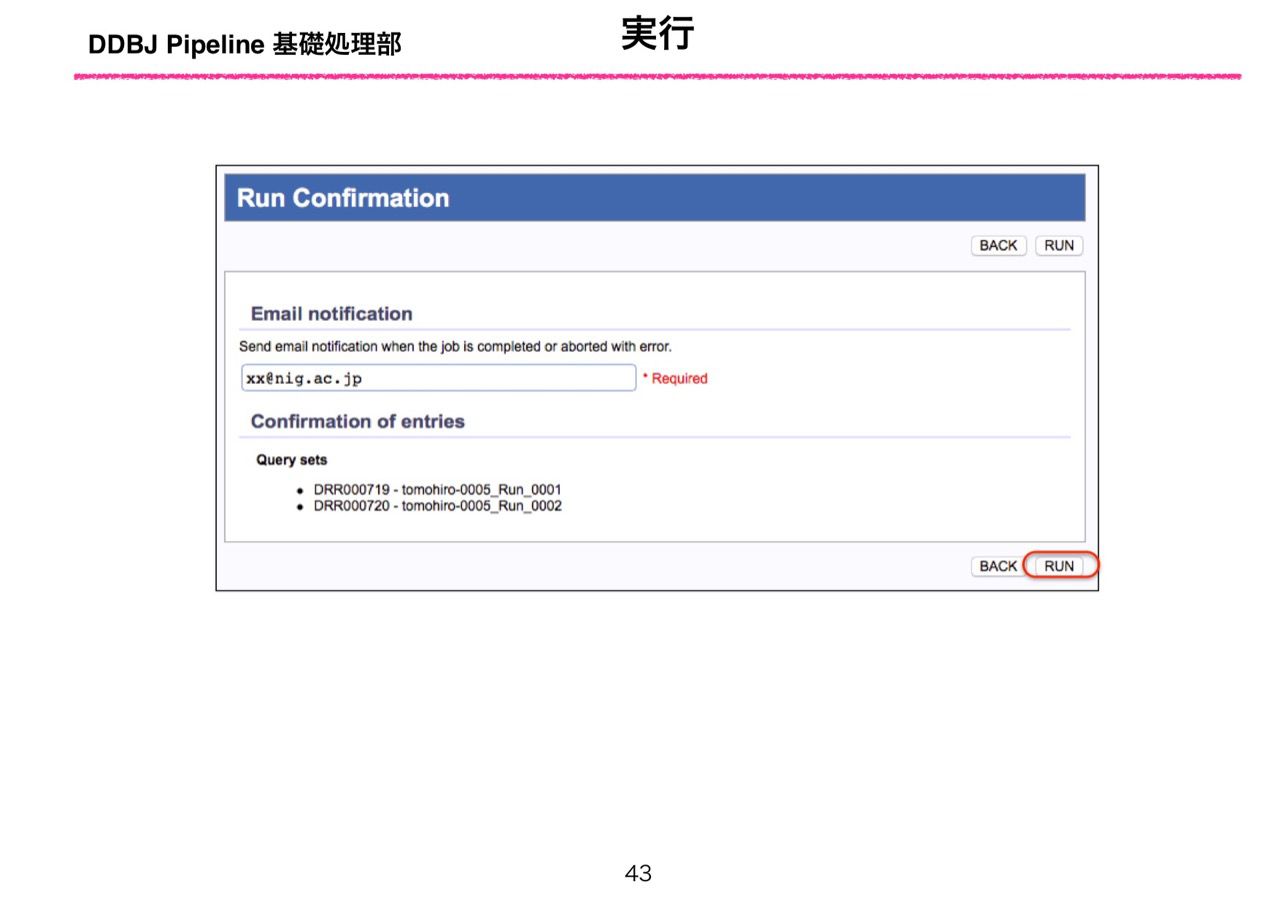 DDBJ Pipeline 基礎処理部
実行
Run Confirmation
BACK RUN
Email notification
Send email notification when the job is completed or aborted with error.
xx@nig.ac.jp * Required
Confirmation of entries
Query sets
• DRR000719 - tomohiro-0005_Run_0001
• DRR000720 - tomohiro-0005_Run_0002
BACK RUN
43